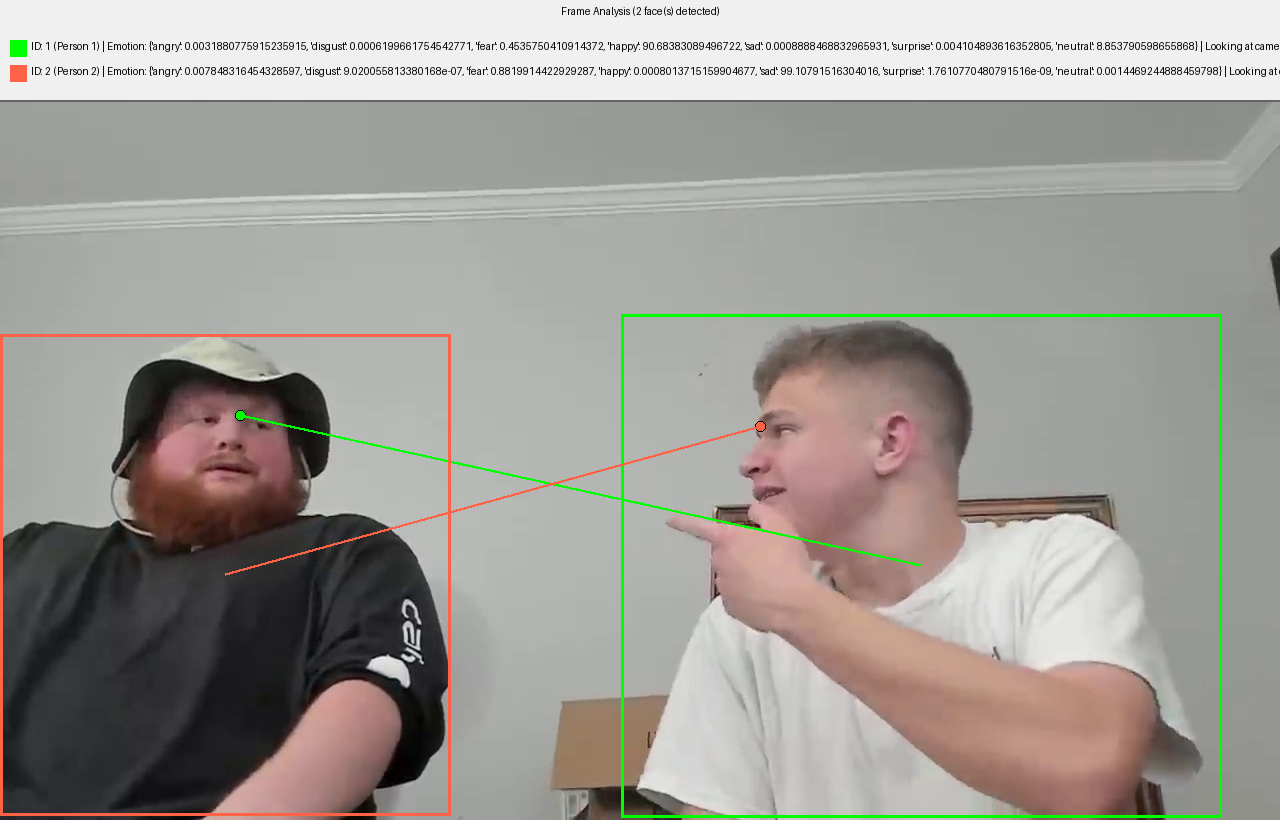 Frame Analysis (2 face(s) detected)
ID: 1 (Person 1) | Emotion: {'angry': 0.0031880775915235915, 'disgust': 0.0006199661754542771, 'fear': 0.4535750410914372, 'happy': 90.68383089496722, 'sad': 0.0008888468832965931, 'surprise': 0.004104893616352805, 'neutral': 8.853790598655868} | Looking at came
ID: 2 (Person 2) | Emotion: {'angry': 0.007848316454328597, 'disgust': 9.020055813380168e-07, 'fear': 0.8819914422929287, 'happy': 0.0008013715159904677, 'sad': 99.10791516304016, 'surprise': 1.7610770480791516e-09, 'neutral': 0.0014469244888459798} | Looking at